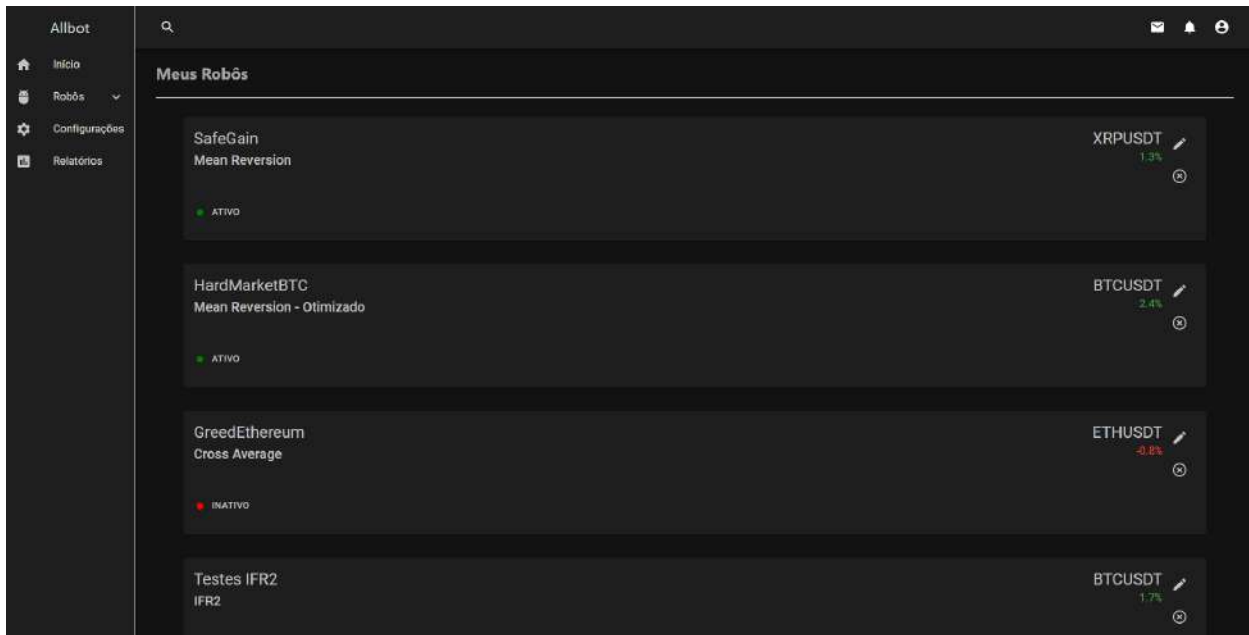 Allbot
Início
Robôs
Configurações
Relatórios
Meus Robôs
SafeGain
Mean Reversion
XRPUSDT
1.3%
ATIVO
HardMarketBTC
Mean Reversion - Otimizado
BTCUSDT
2.4%
ATIVO
GreedEthereum
Cross Average
ETHUSDT
-0.8%
INATIVO
Testes IFR2
IFR2
BTCUSDT
1.7%